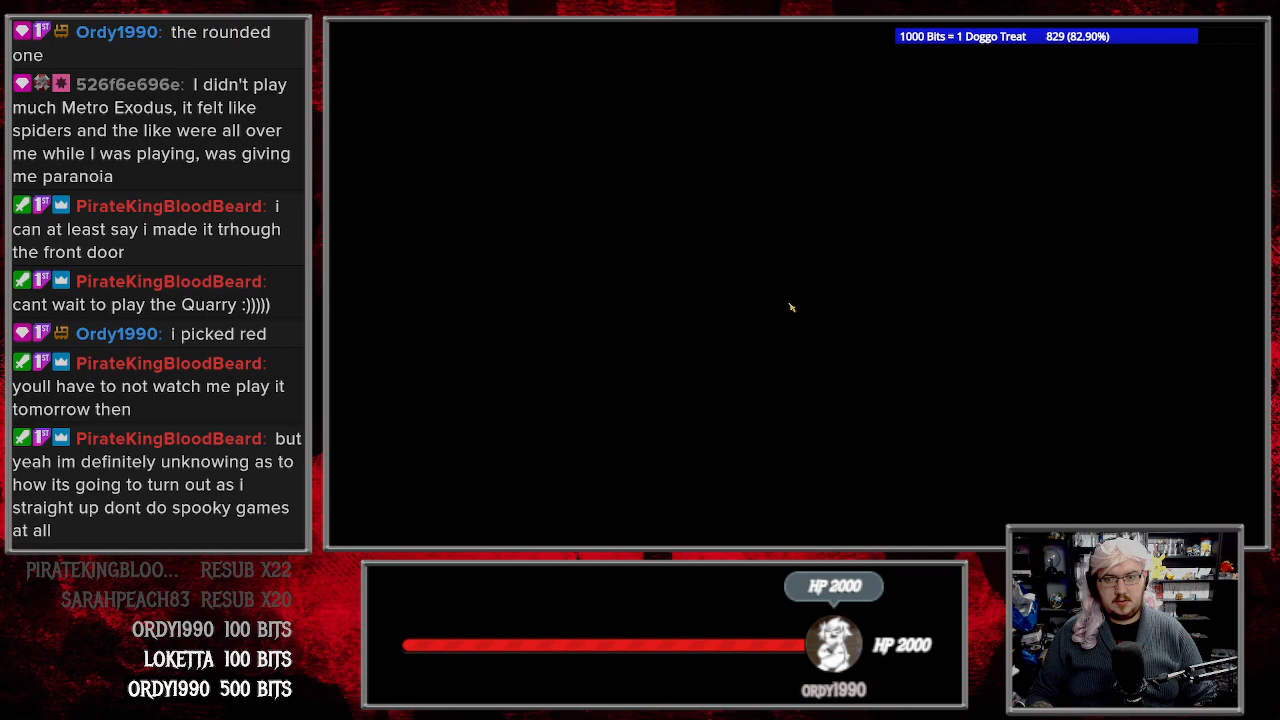 Ordy1990: the rounded
one
526f6e696e: I didn't play
much Metro Exodus, it felt like
spiders and the like were all over
me while I was playing, was giving
me paranoia
PirateKingBloodBeard: i
can at least say i made it trhough
the front door
PirateKingBloodBeard:
cant wait to play the Quarry :)))))
Ordy1990: i picked red
PirateKingBloodBeard:
youll have to not watch me play it
tomorrow then
PirateKingBloodBeard: but
yeah im definitely unknowing as to
how its going to turn out as i
straight up dont do spooky games
at all
PIRATEKINGBLOO... RESUB X22
SARAHPEACH83 RESUB X20
ORDY1990 100 BITS
LOKETTA 100 BITS
ORDY1990 500 BITS
1000 Bits = 1 Doggo Treat 829 (82.90%)
HP 2000
HP 2000
ORDY1990